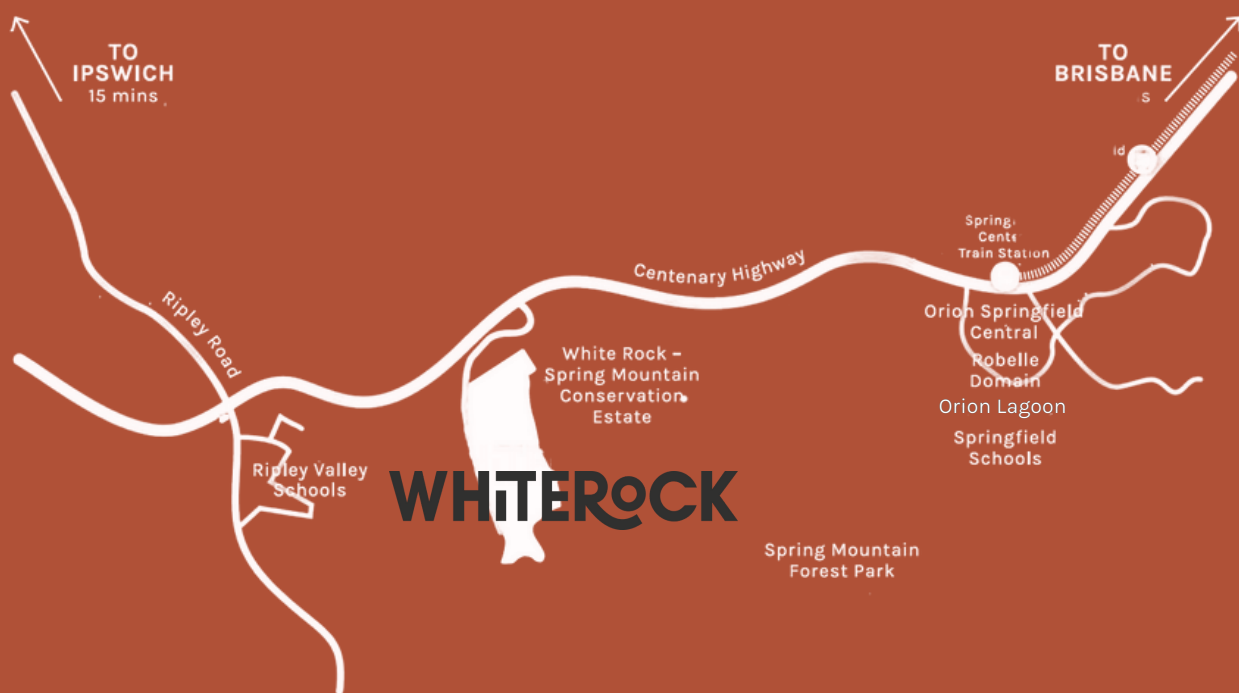 TO
IPSWICH
15 mins
TO
BRISBANE
s
id
Train Station
Centenary Highway
Ripley Road
Orion Springfield
Central
White Rock –
Spring Mountain
Conservation
Estate
Robelle
Domain
Orion Lagoon
Springfield
Schools
Ripley Valley
Schools
WHiTEROCK
Spring Mountain
Forest Park